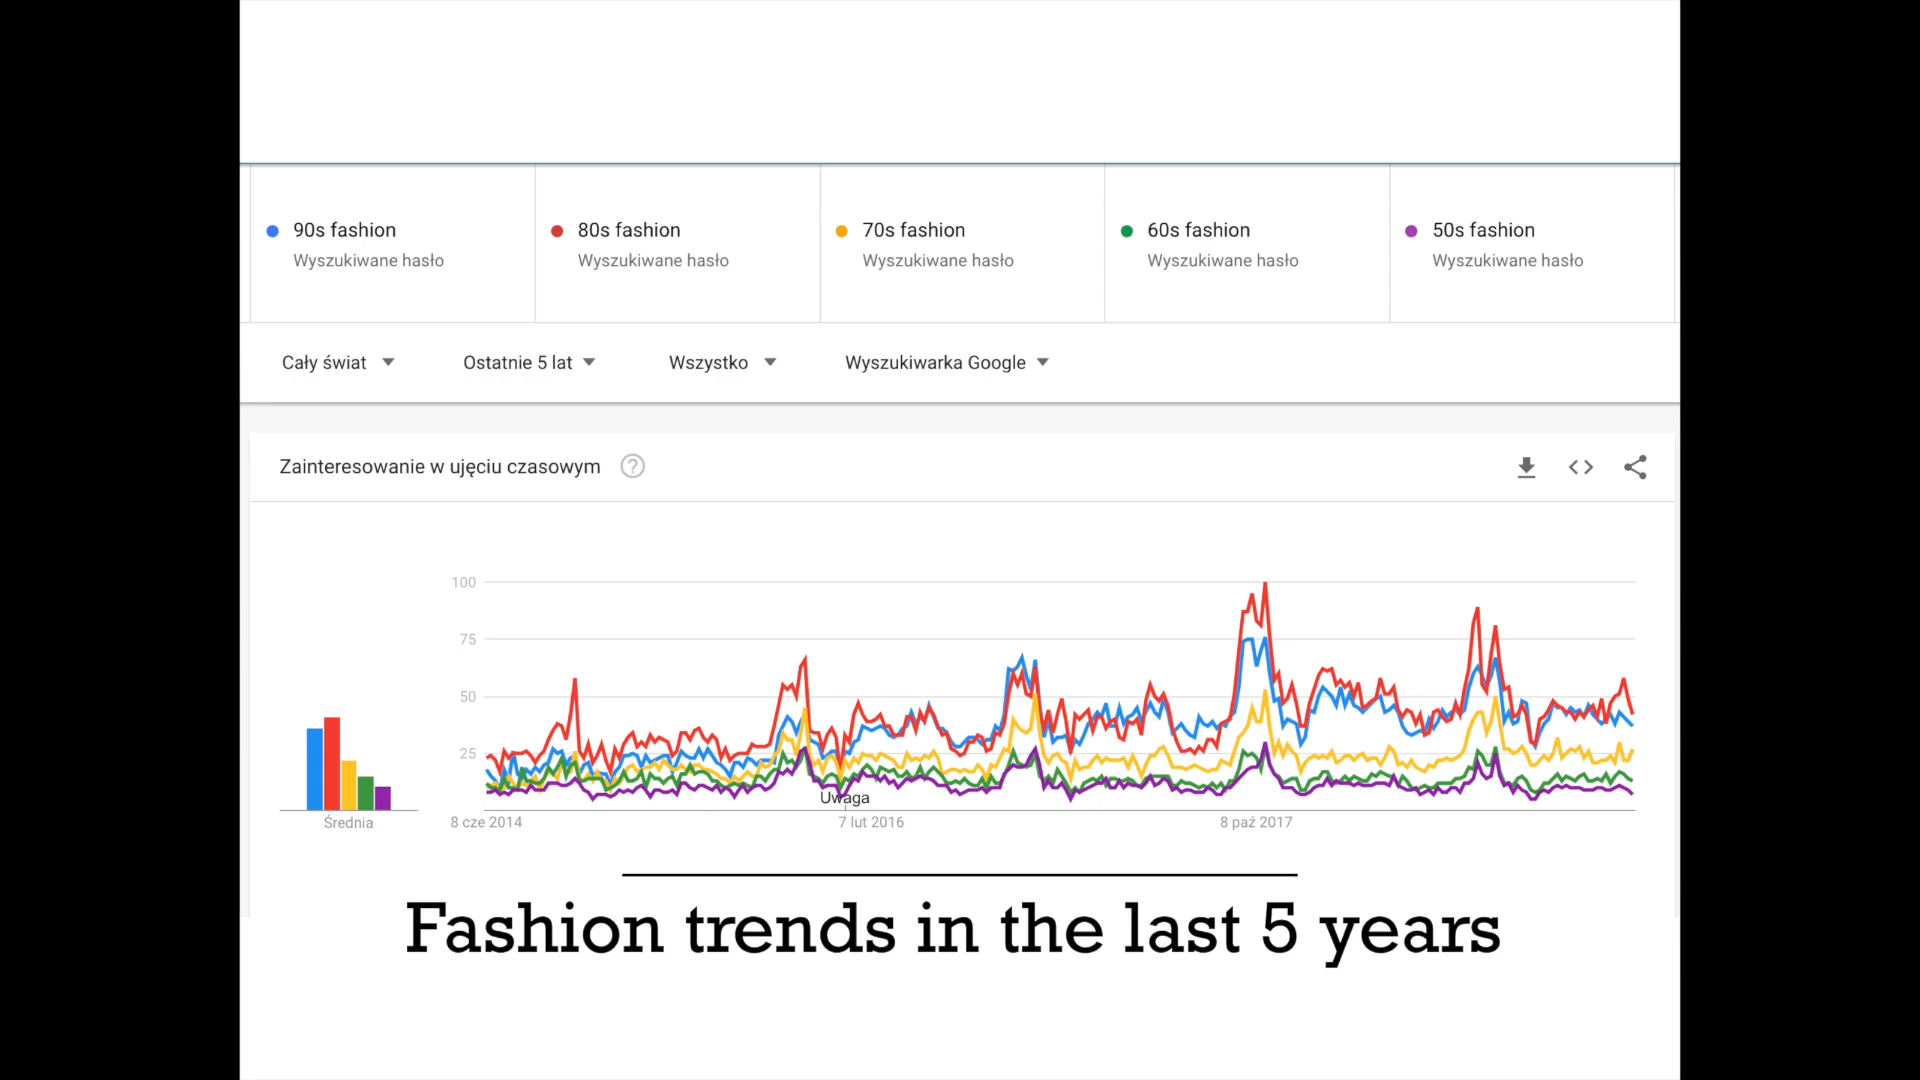 90s fashion
Wyszukiwane hasło
80s fashion
Wyszukiwane hasło
70s fashion
Wyszukiwane hasło
60s fashion
Wyszukiwane hasło
50s fashion
Wyszukiwane hasło
Cały świat
Ostatnie 5 lat
Wszystko
Wyszukiwarka Google
Zainteresowanie w ujęciu czasowym ?
100
75
50
25
Uwaga
Średnia
8 cze 2014
7 lut 2016
8 paź 2017
Fashion trends in the last 5 years